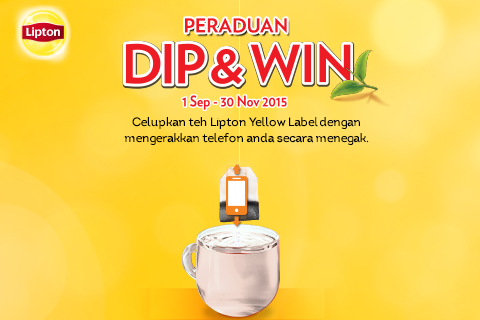 Lipton
PERADUAN
DIP & WIN
1 Sep - 30 Nov 2015
Celupkan teh Lipton Yellow Label dengan
mengerakkan telefon anda secara menegak.